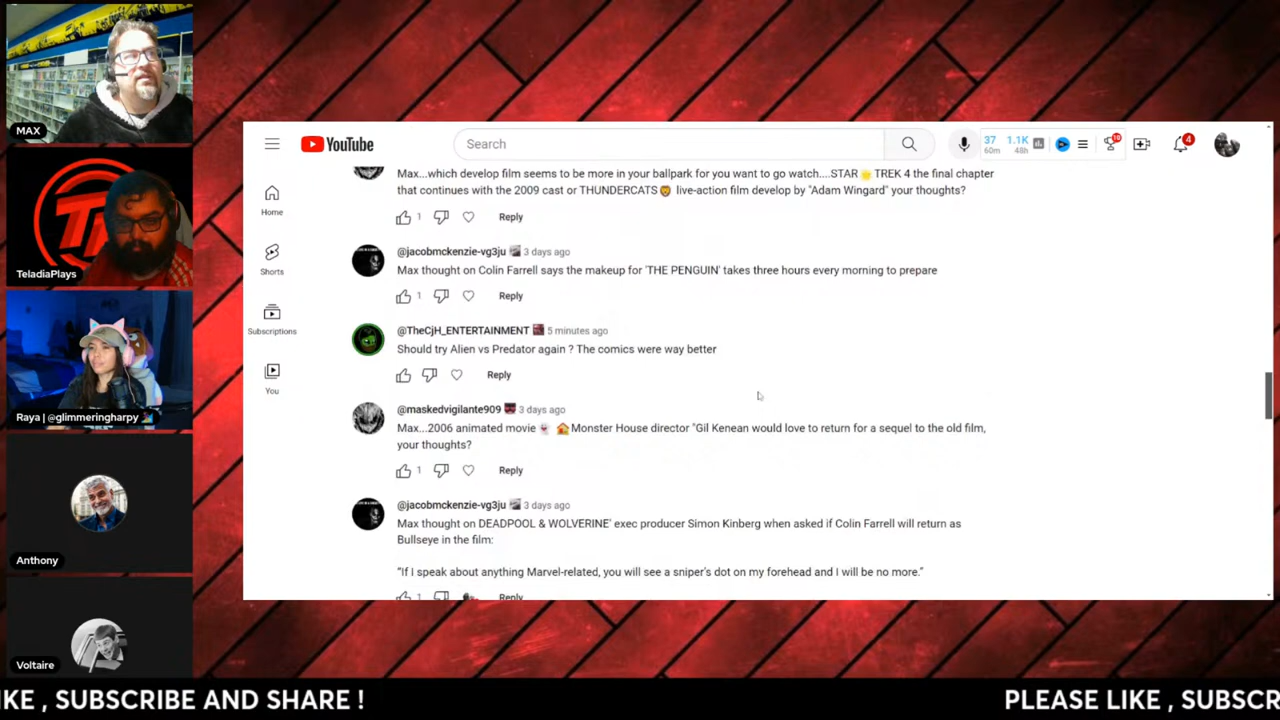 MAX
TeladiaPlays
Raya | @glimmeringharpy
Anthony
Voltaire
YouTube
Search
37
60m
1.1K
48h
18
4
Home
Shorts
Subscriptions
You
Max...which develop film seems to be more in your ballpark for you want to go watch....STAR 🌟 TREK 4 the final chapter
that continues with the 2009 cast or THUNDERCATS🦁 live-action film develop by "Adam Wingard" your thoughts?
1 Reply
@jacobmckenzie-vg3ju 3 days ago
Max thought on Colin Farrell says the makeup for 'THE PENGUIN' takes three hours every morning to prepare
1 Reply
@TheCjH_ENTERTAINMENT 5 minutes ago
Should try Alien vs Predator again ? The comics were way better
Reply
@maskedvigilante909 3 days ago
Max...2006 animated movie 👻 🏠Monster House director "Gil Kenean would love to return for a sequel to the old film,
your thoughts?
1 Reply
@jacobmckenzie-vg3ju 3 days ago
Max thought on DEADPOOL & WOLVERINE' exec producer Simon Kinberg when asked if Colin Farrell will return as
Bullseye in the film:
“If I speak about anything Marvel-related, you will see a sniper's dot on my forehead and I will be no more.”
1 Reply
IKE , SUBSCRIBE AND SHARE !
PLEASE LIKE , SUBSCR